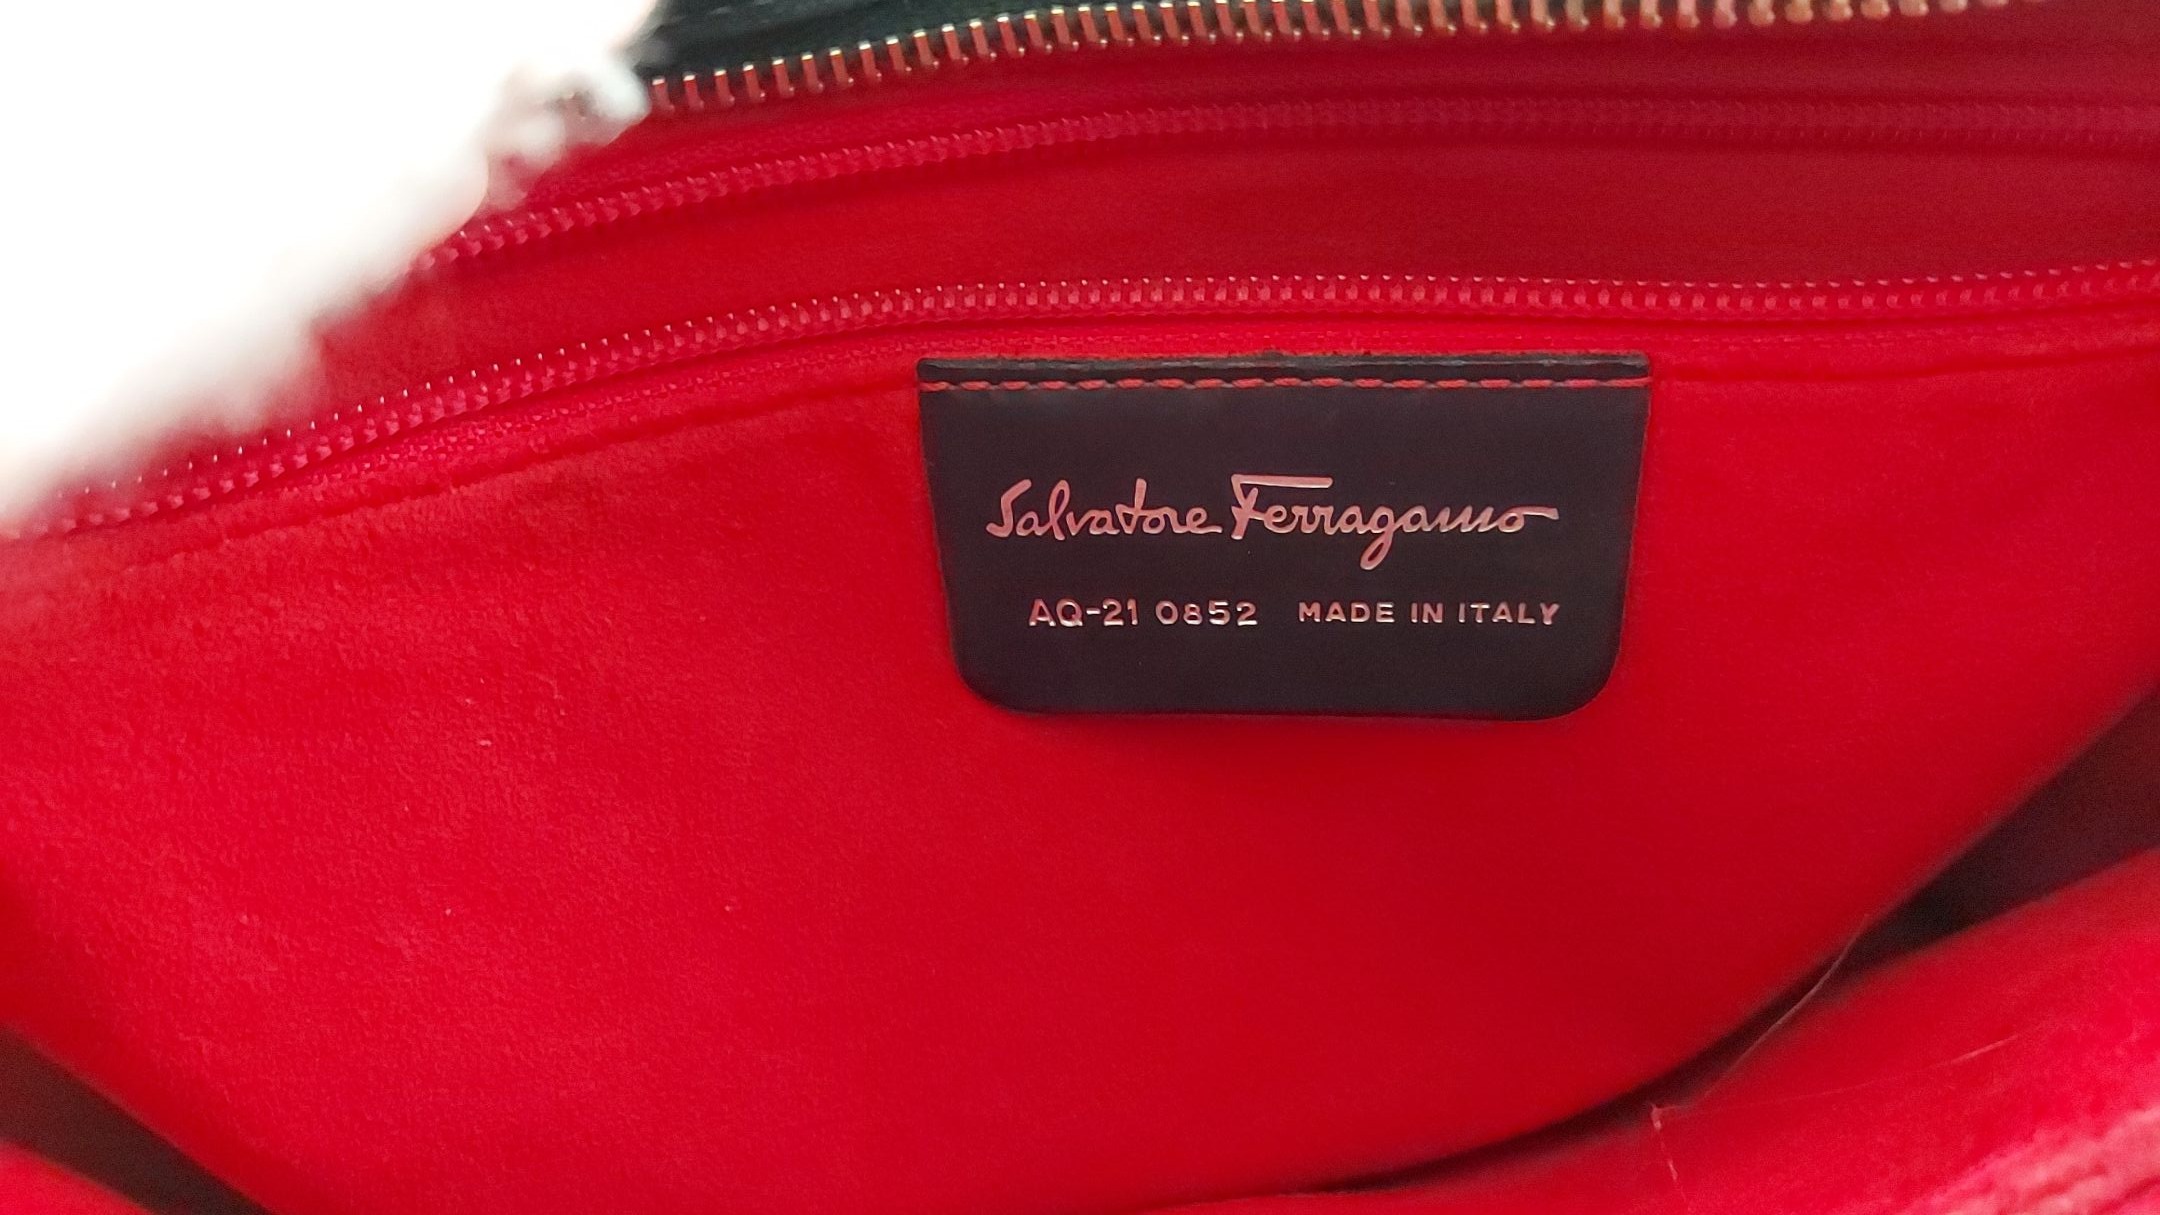 Salvatore Ferragamo
AQ-21 0852 MADE IN ITALY